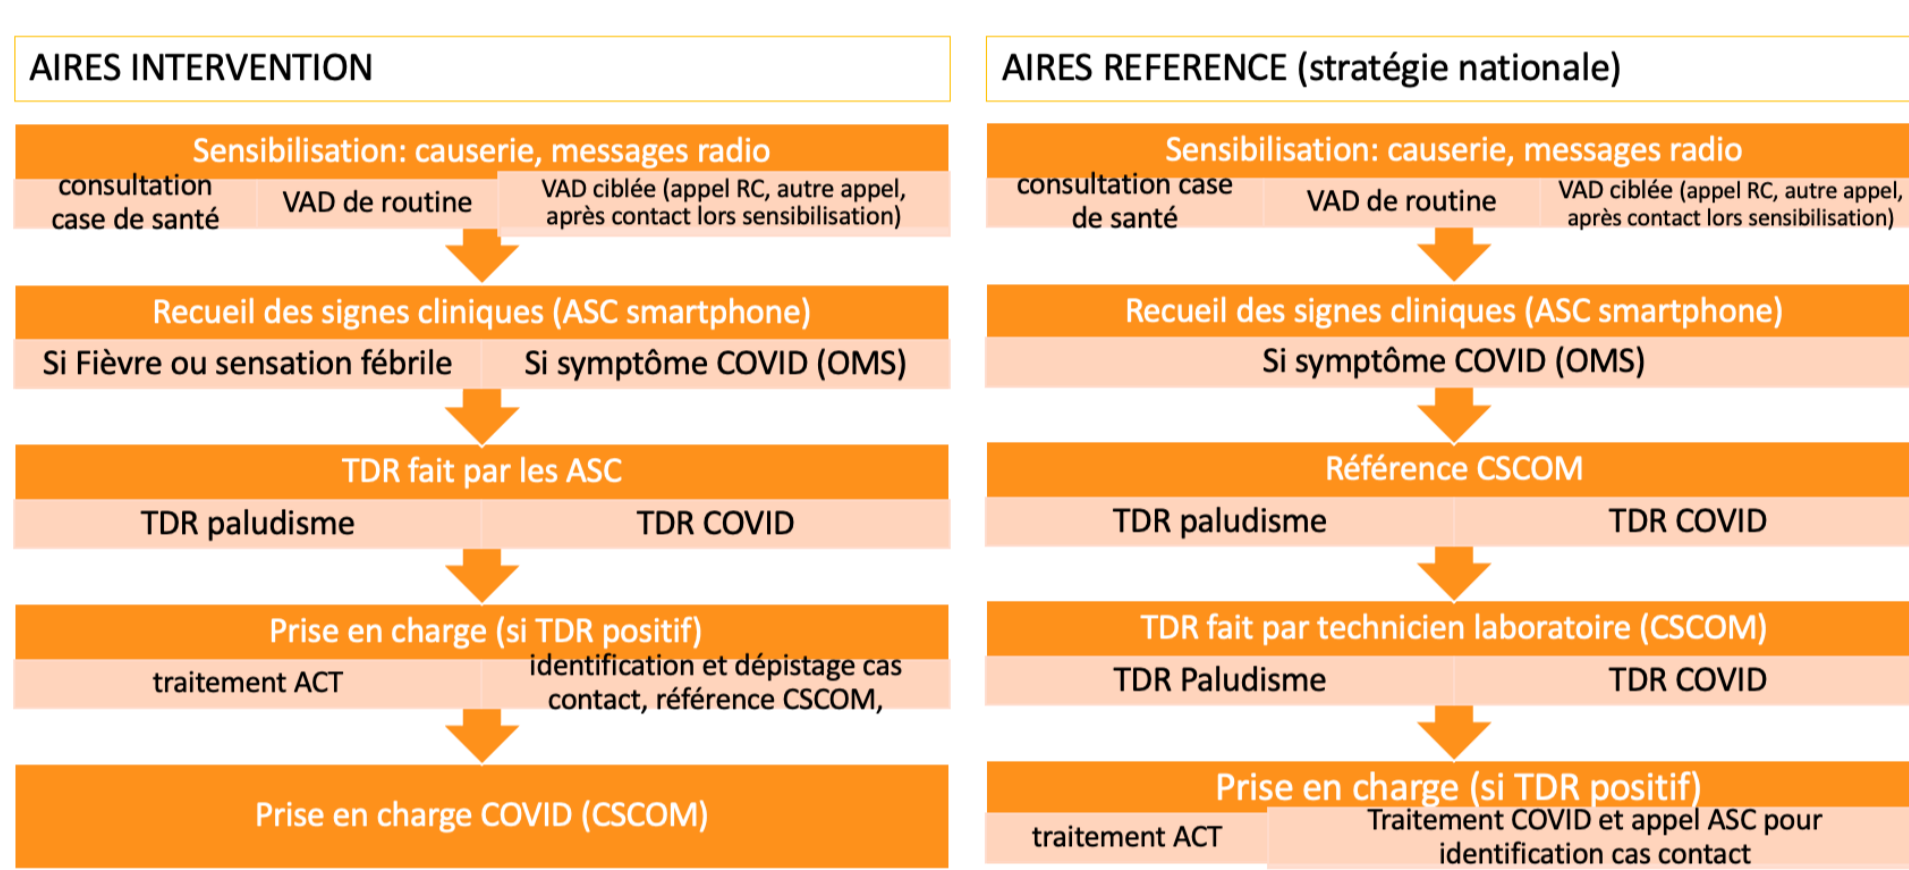 AIRES INTERVENTION
Sensibilisation: causerie, messages radio
consultation
case de santé
VAD de routine
VAD ciblée (appel RC, autre appel,
après contact lors sensibilisation)
Recueil des signes cliniques (ASC smartphone)
Si Fièvre ou sensation fébrile
Si symptôme COVID (OMS)
TDR fait par les ASC
TDR paludisme
TDR COVID
Prise en charge (si TDR positif)
traitement ACT
identification et dépistage cas
contact, référence CSCOM,
Prise en charge COVID (CSCOM)
AIRES REFERENCE (stratégie nationale)
Sensibilisation: causerie, messages radio
consultation case
de santé
VAD de routine
VAD ciblée (appel RC, autre appel,
après contact lors sensibilisation)
Recueil des signes cliniques (ASC smartphone)
Si symptôme COVID (OMS)
Référence CSCOM
TDR paludisme
TDR COVID
TDR fait par technicien laboratoire (CSCOM)
TDR Paludisme
TDR COVID
Prise en charge (si TDR positif)
traitement ACT
Traitement COVID et appel ASC pour
identification cas contact